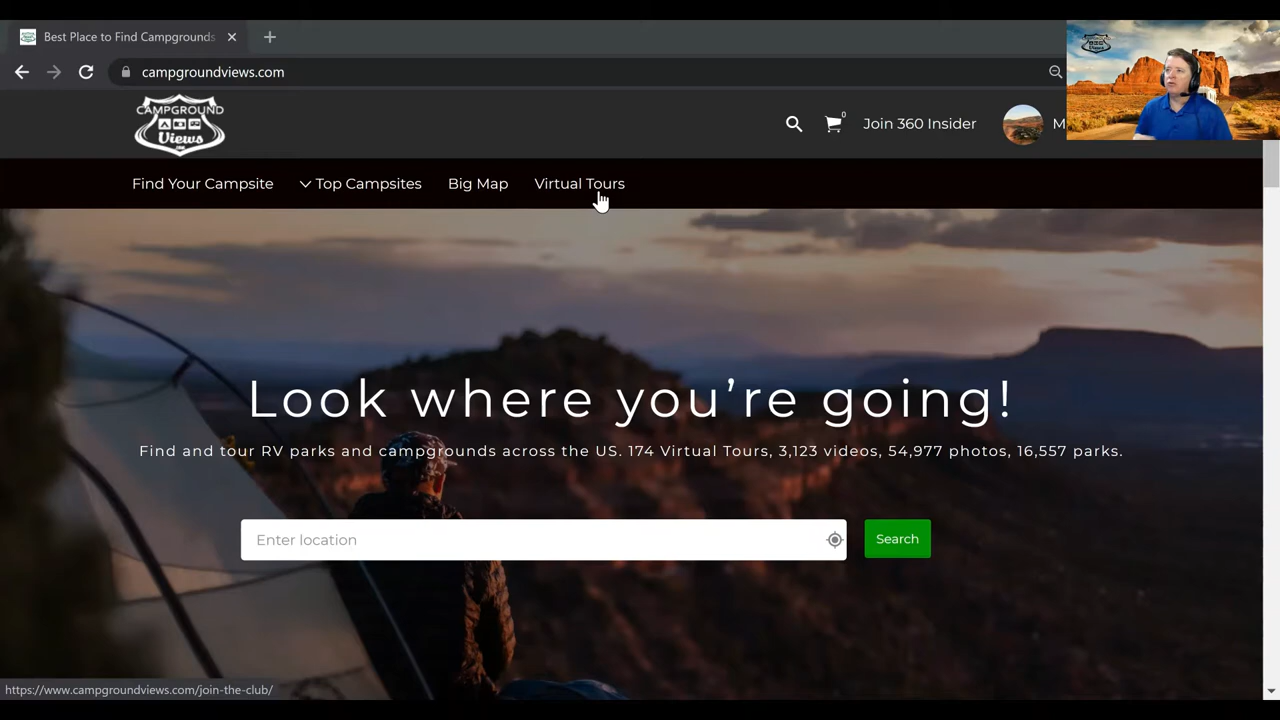 Best Place to Find Campgrounds
campgroundviews.com
CAMPGROUND
Views
Join 360 Insider
M
Find Your Campsite
Top Campsites
Big Map
Virtual Tours
Look where you're going!
Find and tour RV parks and campgrounds across the US. 174 Virtual Tours, 3,123 videos, 54,977 photos, 16,557 parks.
Enter location
Search
https://www.campgroundviews.com/join-the-club/